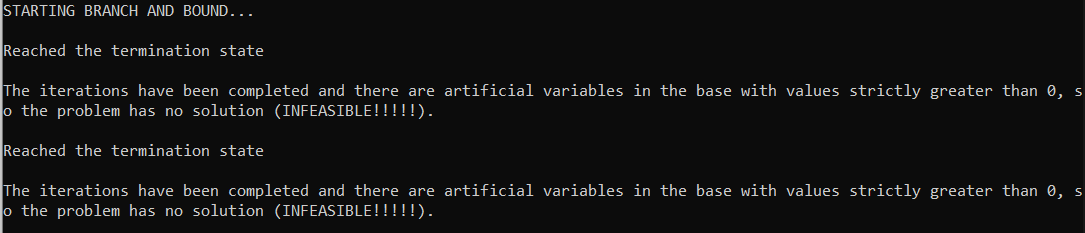 STARTING BRANCH AND BOUND...
Reached the termination state
The iterations have been completed and there are artificial variables in the base with values strictly greater than 0, s
o the problem has no solution (INFEASIBLE!!!!!).
Reached the termination state
The iterations have been completed and there are artificial variables in the base with values strictly greater than 0, s
o the problem has no solution (INFEASIBLE!!!!!).